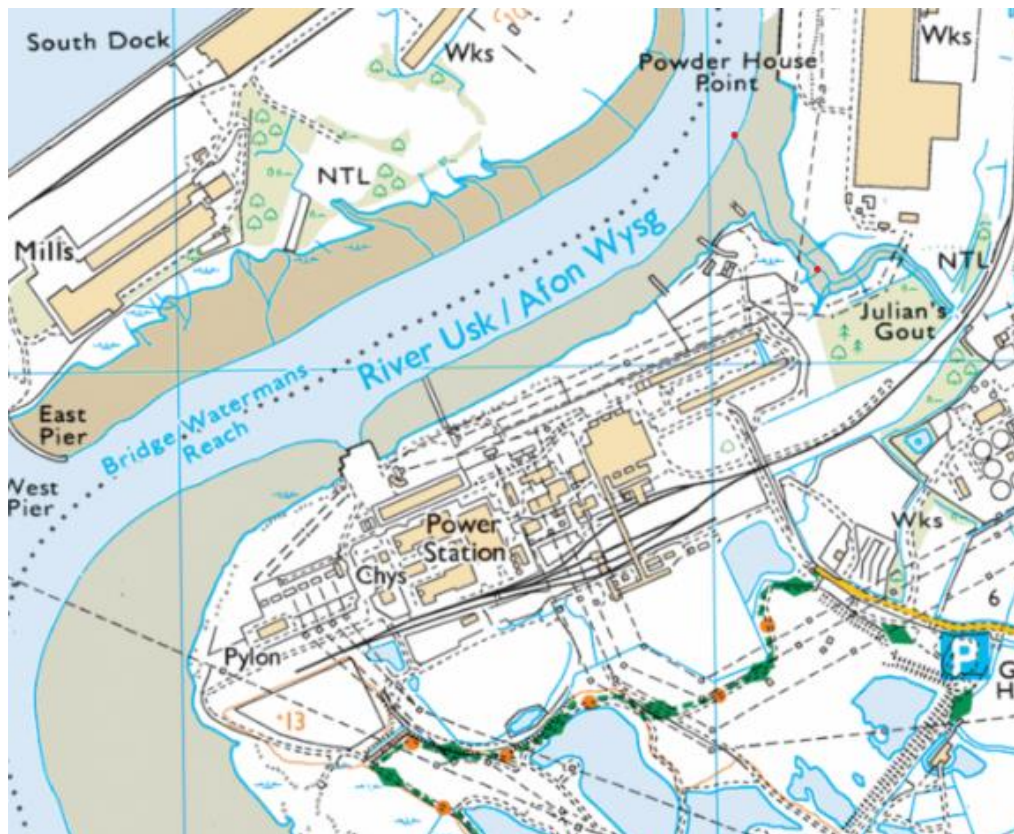 South Dock
Wks
Powder House
Point
Wks
NTL
Mills
River Usk / Afon Wysg
NTL
Julian's
Gout
East
Pier
Bridge Watermans
Reach
West
Pier
Power
Station
Wks
Chys
6
P
Pylon
G
H
13